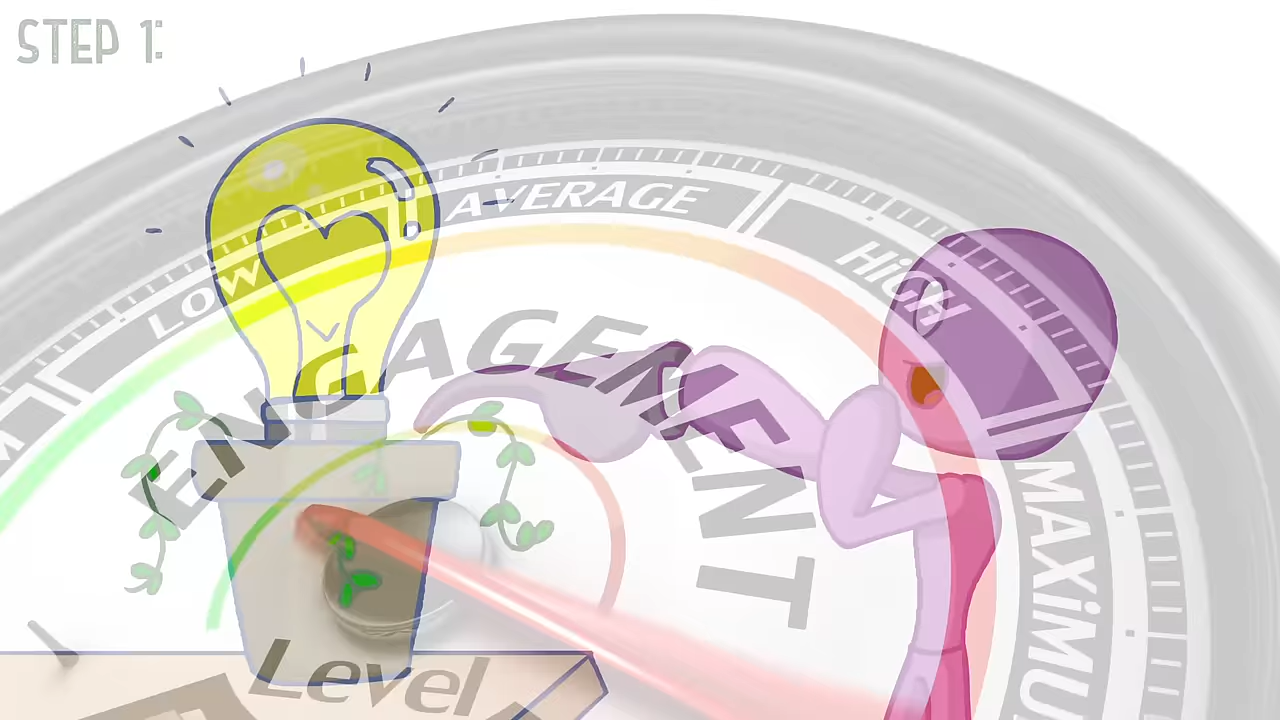 STEP 1:
LOW
AVERAGE
HiGH
MAXiMU
ENGAGEMENT
Level